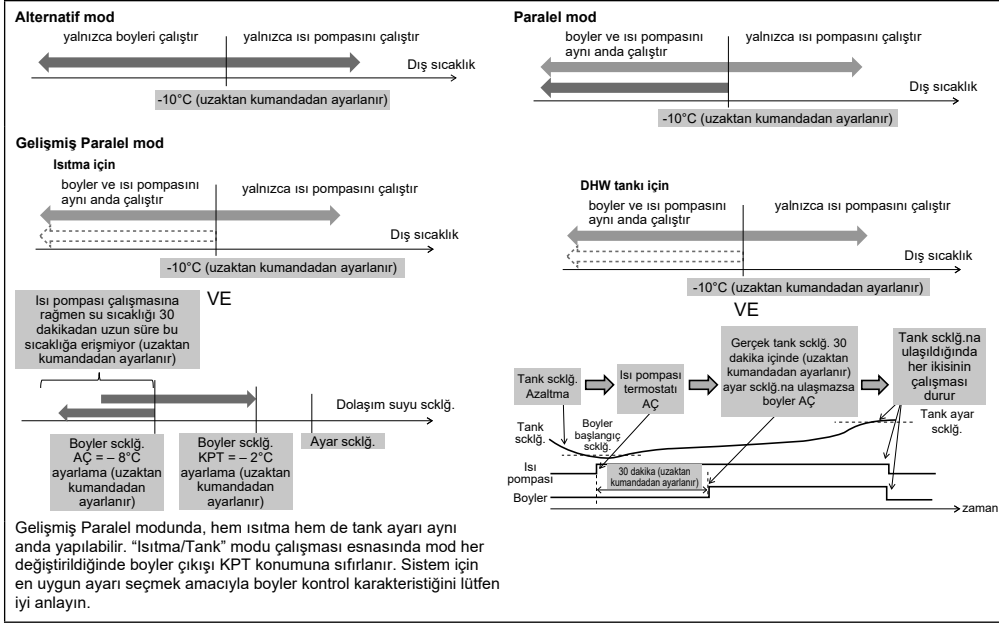 Alternatif mod
yalnızca boyleri çalıştır
yalnızca ısı pompasını çalıştır
Dış sıcaklık
-10°C (uzaktan kumandadan ayarlanır)
Paralel mod
boyler ve ısı pompasını
aynı anda çalıştır
yalnızca ısı pompasını çalıştır
Dış sıcaklık
-10°C (uzaktan kumandadan ayarlanır)
Gelişmiş Paralel mod
Isıtma için
boyler ve ısı pompasını
aynı anda çalıştır
yalnızca ısı pompasını çalıştır
Dış sıcaklık
-10°C (uzaktan kumandadan ayarlanır)
VE
Isı pompası çalışmasına
rağmen su sıcaklığı 30
dakikadan uzun süre bu
sıcaklığa erişmiyor (uzaktan
kumandadan ayarlanır)
Dolaşım suyu scklğ.
Boyler scklğ.
AÇ = – 8°C
ayarlama (uzaktan
kumandadan
ayarlanır)
Boyler scklğ.
KPT = – 2°C
ayarlama (uzaktan
kumandadan
ayarlanır)
Ayar scklğ.
DHW tankı için
boyler ve ısı pompasını
aynı anda çalıştır
yalnızca ısı pompasını çalıştır
Dış sıcaklık
-10°C (uzaktan kumandadan ayarlanır)
VE
Tank scklğ.
Azaltma
Isı pompası
termostatı
AÇ
Gerçek tank scklğ. 30
dakika içinde (uzaktan
kumandadan ayarlanır)
ayar scklğ.na ulaşmazsa
boyler AÇ
Tank scklğ.na
ulaşıldığında
her ikisinin
çalışması
durur
Tank
scklğ.
Boyler
başlangıç
scklğ.
Tank ayar
scklğ.
Isı
pompası
30 dakika (uzaktan
kumandadan ayarlanır)
Boyler
zaman
Gelişmiş Paralel modunda, hem ısıtma hem de tank ayarı aynı
anda yapılabilir. “Isıtma/Tank” modu çalışması esnasında mod her
değiştirildiğinde boyler çıkışı KPT konumuna sıfırlanır. Sistem için
en uygun ayarı seçmek amacıyla boyler kontrol karakteristiğini lütfen
iyi anlayın.